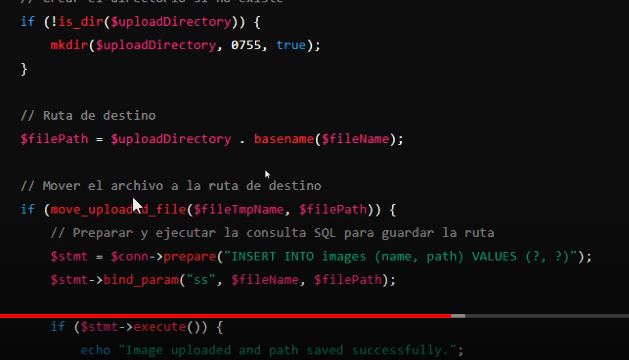 // Crear el directorio si no existe
if (!is_dir($uploadDirectory)) {
mkdir($uploadDirectory, 0755, true);
}
// Ruta de destino
$filePath = $uploadDirectory . basename($fileName);
// Mover el archivo a la ruta de destino
if (move_uploaded_file($fileTmpName, $filePath)) {
// Preparar y ejecutar la consulta SQL para guardar la ruta
$stmt = $conn->prepare("INSERT INTO images (name, path) VALUES (?, ?)");
$stmt->bind_param("ss", $fileName, $filePath);
if ($stmt->execute()) {
echo "Image uploaded and path saved successfully.";